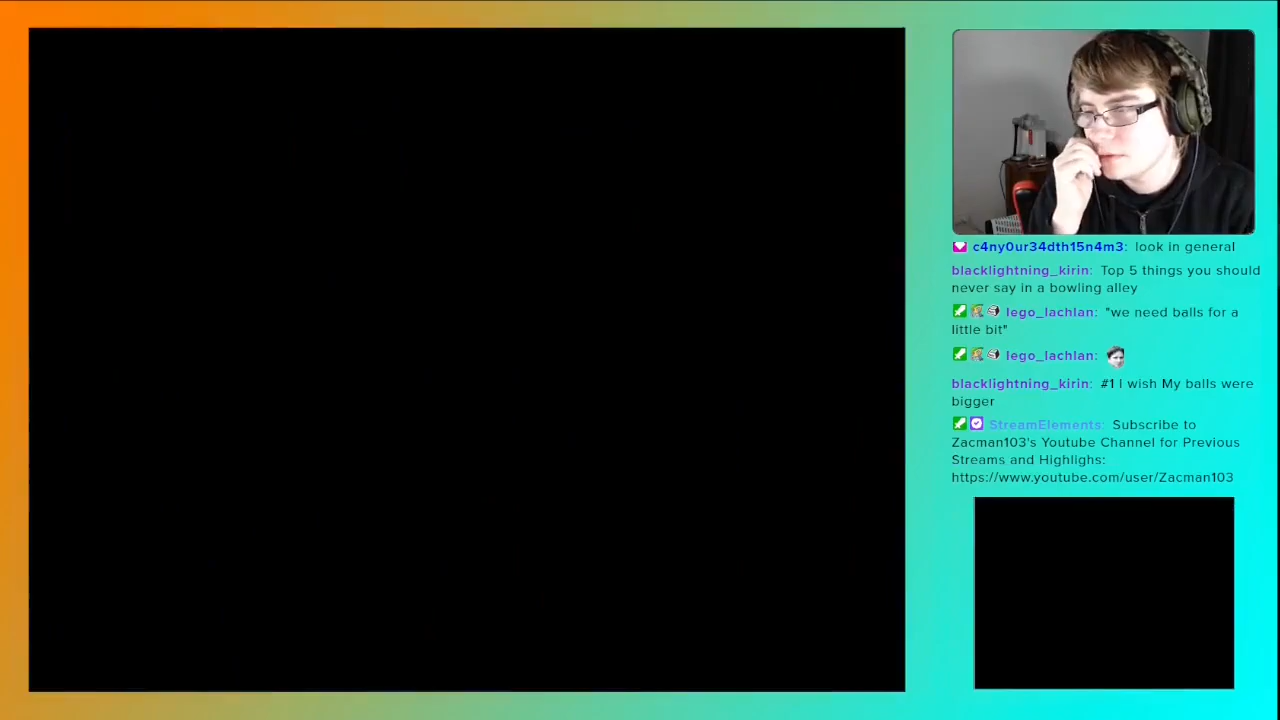 c4ny0ur34dth15n4m3: look in general
blacklightning_kirin: Top 5 things you should
never say in a bowling alley
lego_lachlan: "we need balls for a
little bit"
lego_lachlan:
blacklightning_kirin: #1 I wish My balls were
bigger
StreamElements: Subscribe to
Zacman103's Youtube Channel for Previous
Streams and Highlighs:
https://www.youtube.com/user/Zacman103